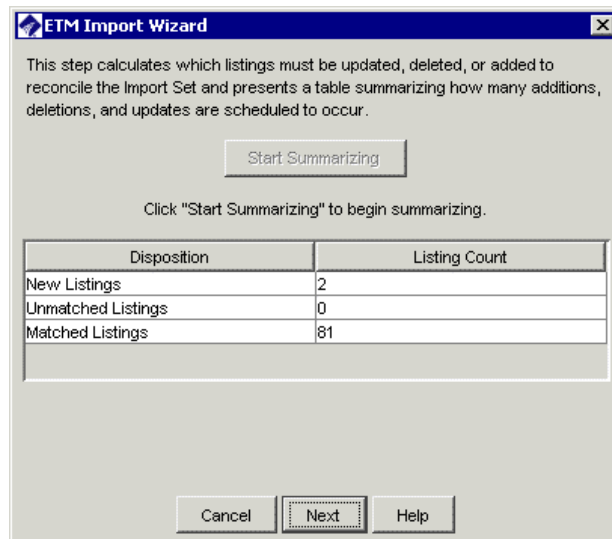 ETM Import Wizard
This step calculates which listings must be updated, deleted, or added to
reconcile the Import Set and presents a table summarizing how many additions,
deletions, and updates are scheduled to occur.
Start Summarizing
Click "Start Summarizing" to begin summarizing.
Disposition Listing Count
New Listings 2
Unmatched Listings 0
Matched Listings 81
Cancel Next Help